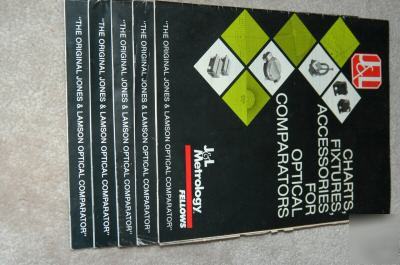 J&L
CHARTS,
FIXTURES,
ACCESSORIES
FOR
OPTICAL
COMPARATORS
J&L
Metrology
FELLOWS
"THE ORIGINAL JONES & LAMSON OPTICAL COMPARATOR"
"THE ORIGINAL JONES & LAMSON OPTICAL COMPARATOR"
"THE ORIGINAL JONES & LAMSON OPTICAL COMPARATOR"
"THE ORIGINAL JONES & LAMSON OPTICAL COMPARATOR"
"THE ORIGINAL JONES & LAMSON OPTICAL COMPARATOR"